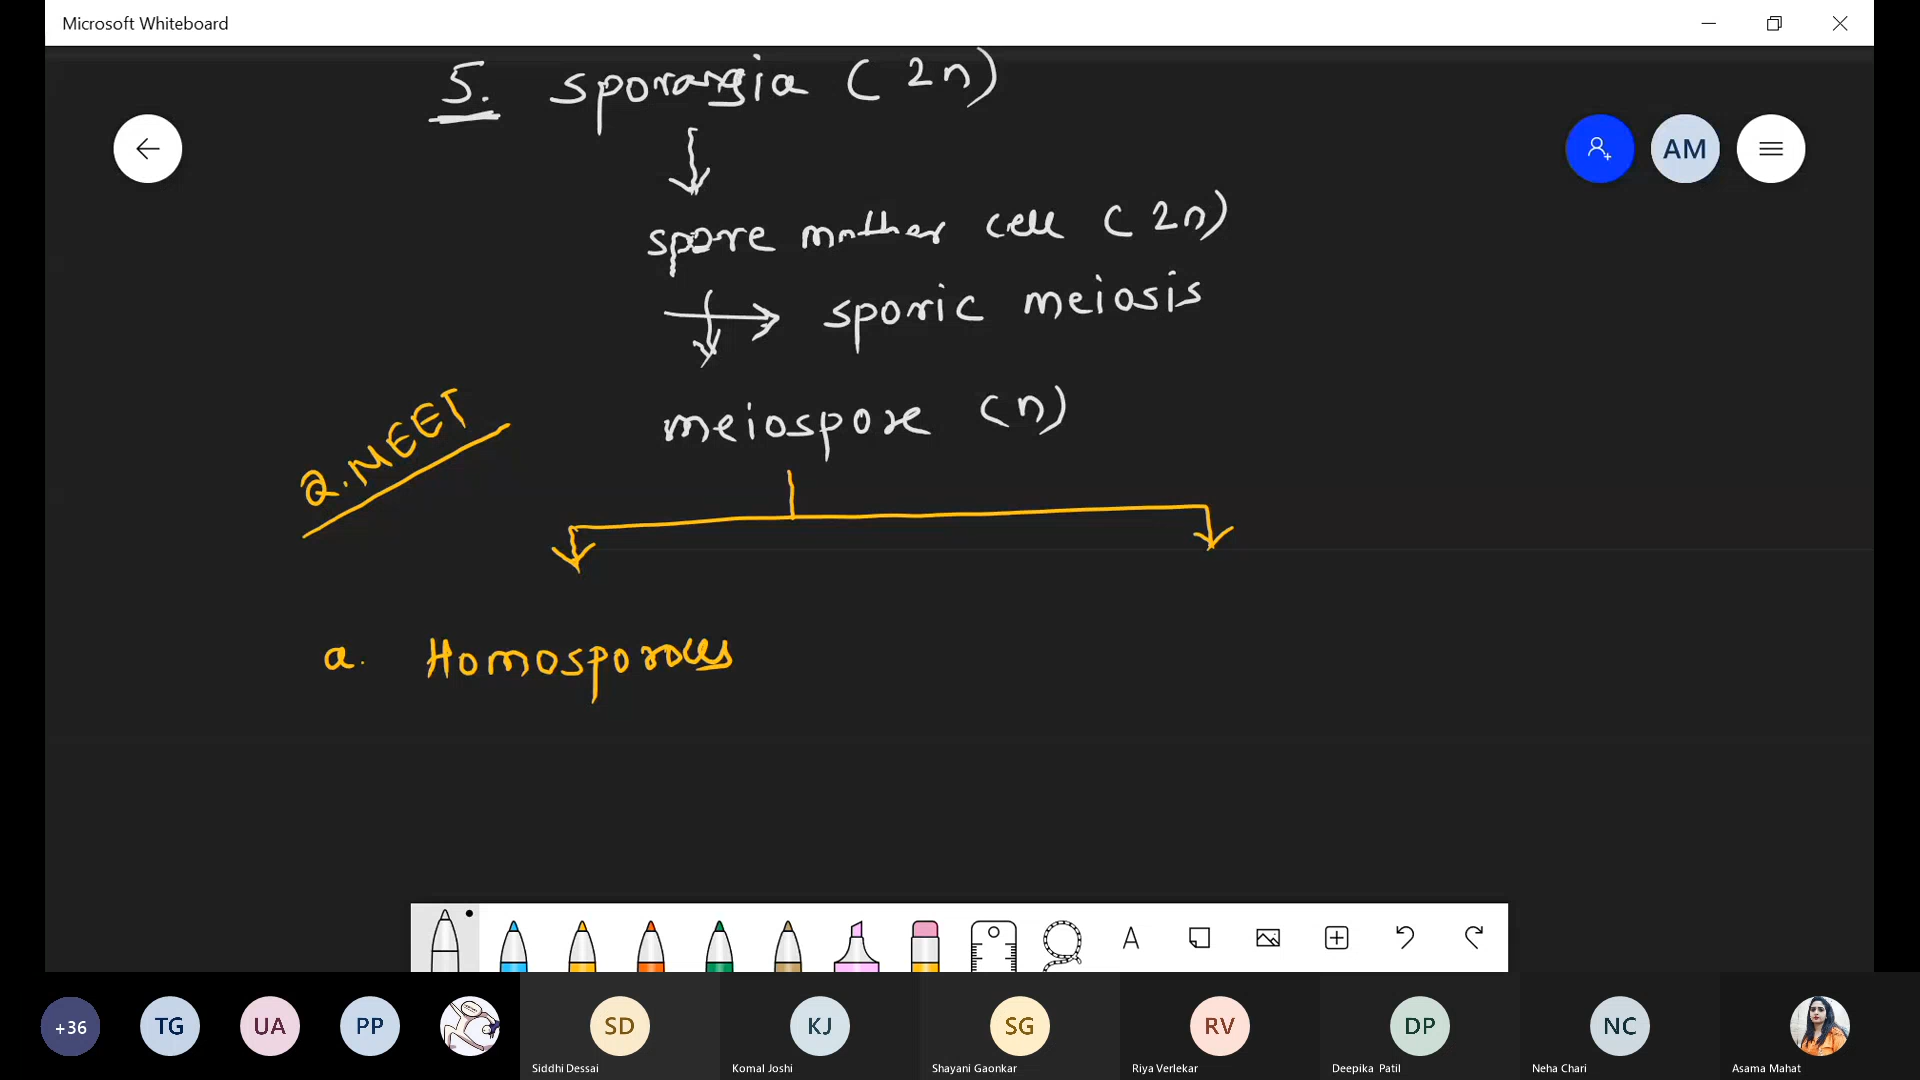 Microsoft Whiteboard
5. sporangia (2n)
AM
spore mother cell (2n)
sporic meiosis
meiospore (n)
2.MEET
a. Homosporous
A
+36
TG
UA
PP
SD
KJ
SG
RV
DP
NC
Siddhi Dessai
Komal Joshi
Shayani Gaonkar
Riya Verlekar
Deepika Patil
Neha Chari
Asama Mahat